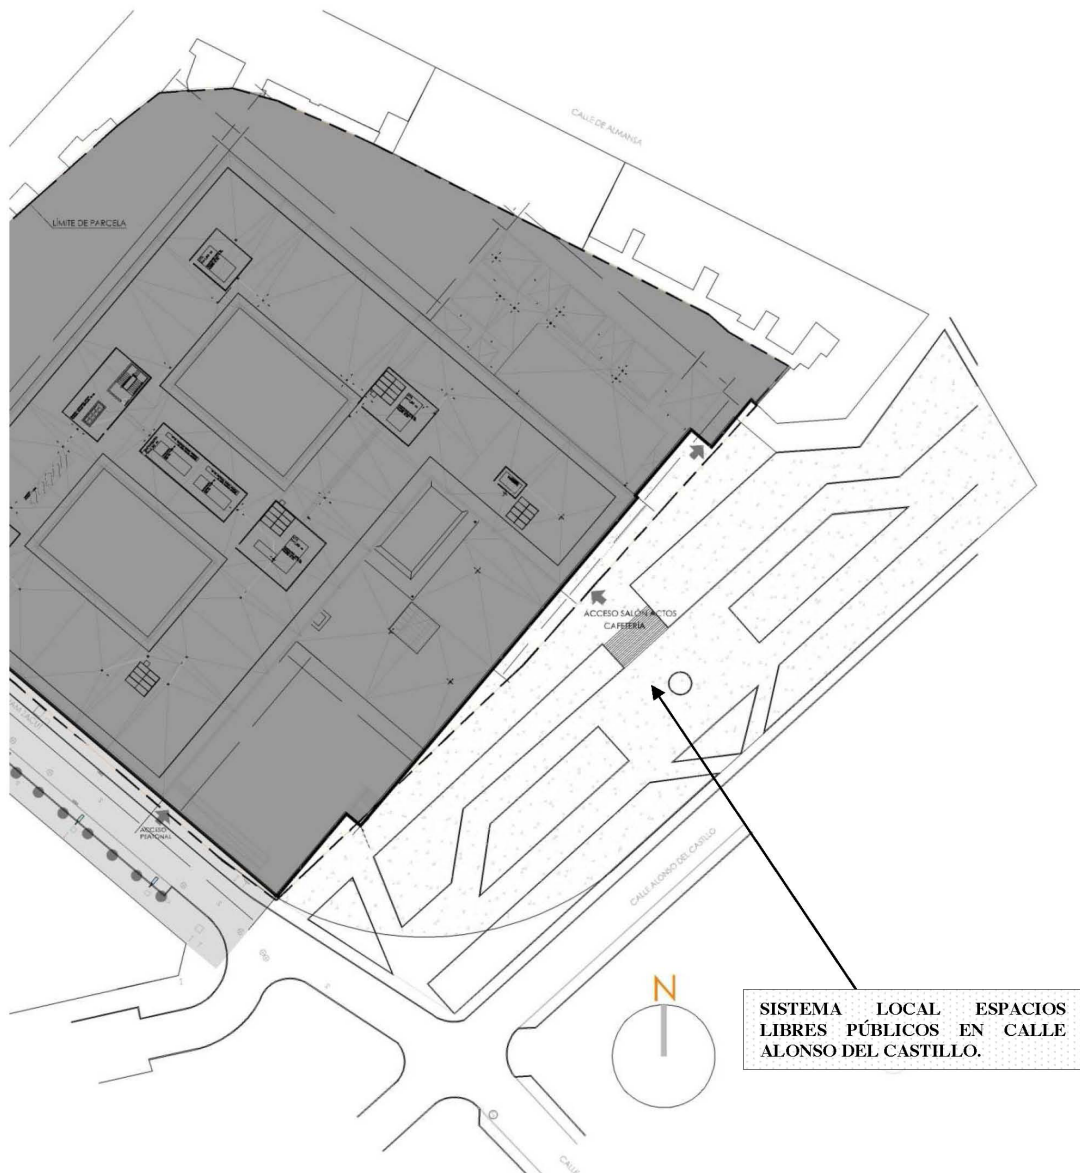 CALLE DE ALMANSA
LÍMITE DE PARCELA
ACCESO SALÓN ACTOS
CAFETERÍA
ACCESO
PEATONAL
CALLE ALONSO DEL CASTILLO
N
SISTEMA LOCAL ESPACIOS
LIBRES PÚBLICOS EN CALLE
ALONSO DEL CASTILLO.
CALLE